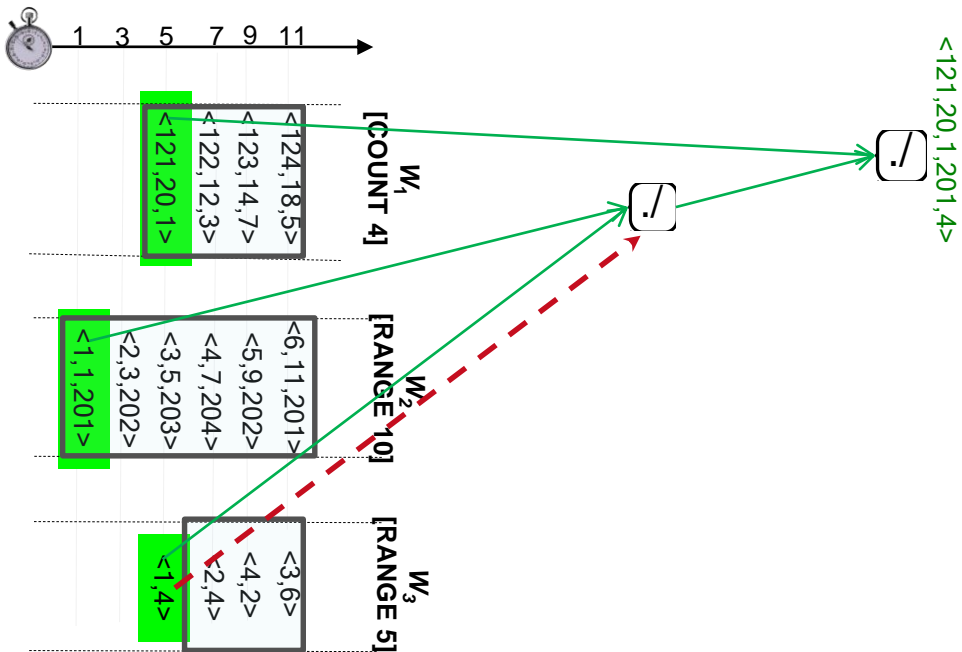 1 3 5 7 9 11
<121,20,1,201,4>
./
./
W1
[COUNT 4]
<124,18,5>
<123,14,7>
<122,12,3>
<121,20,1>
W2
[RANGE 10]
<6,11,201>
<5,9,202>
<4,7,204>
<3,5,203>
<2,3,202>
<1,1,201>
W3
[RANGE 5]
<3,6>
<4,2>
<2,4>
<1,4>